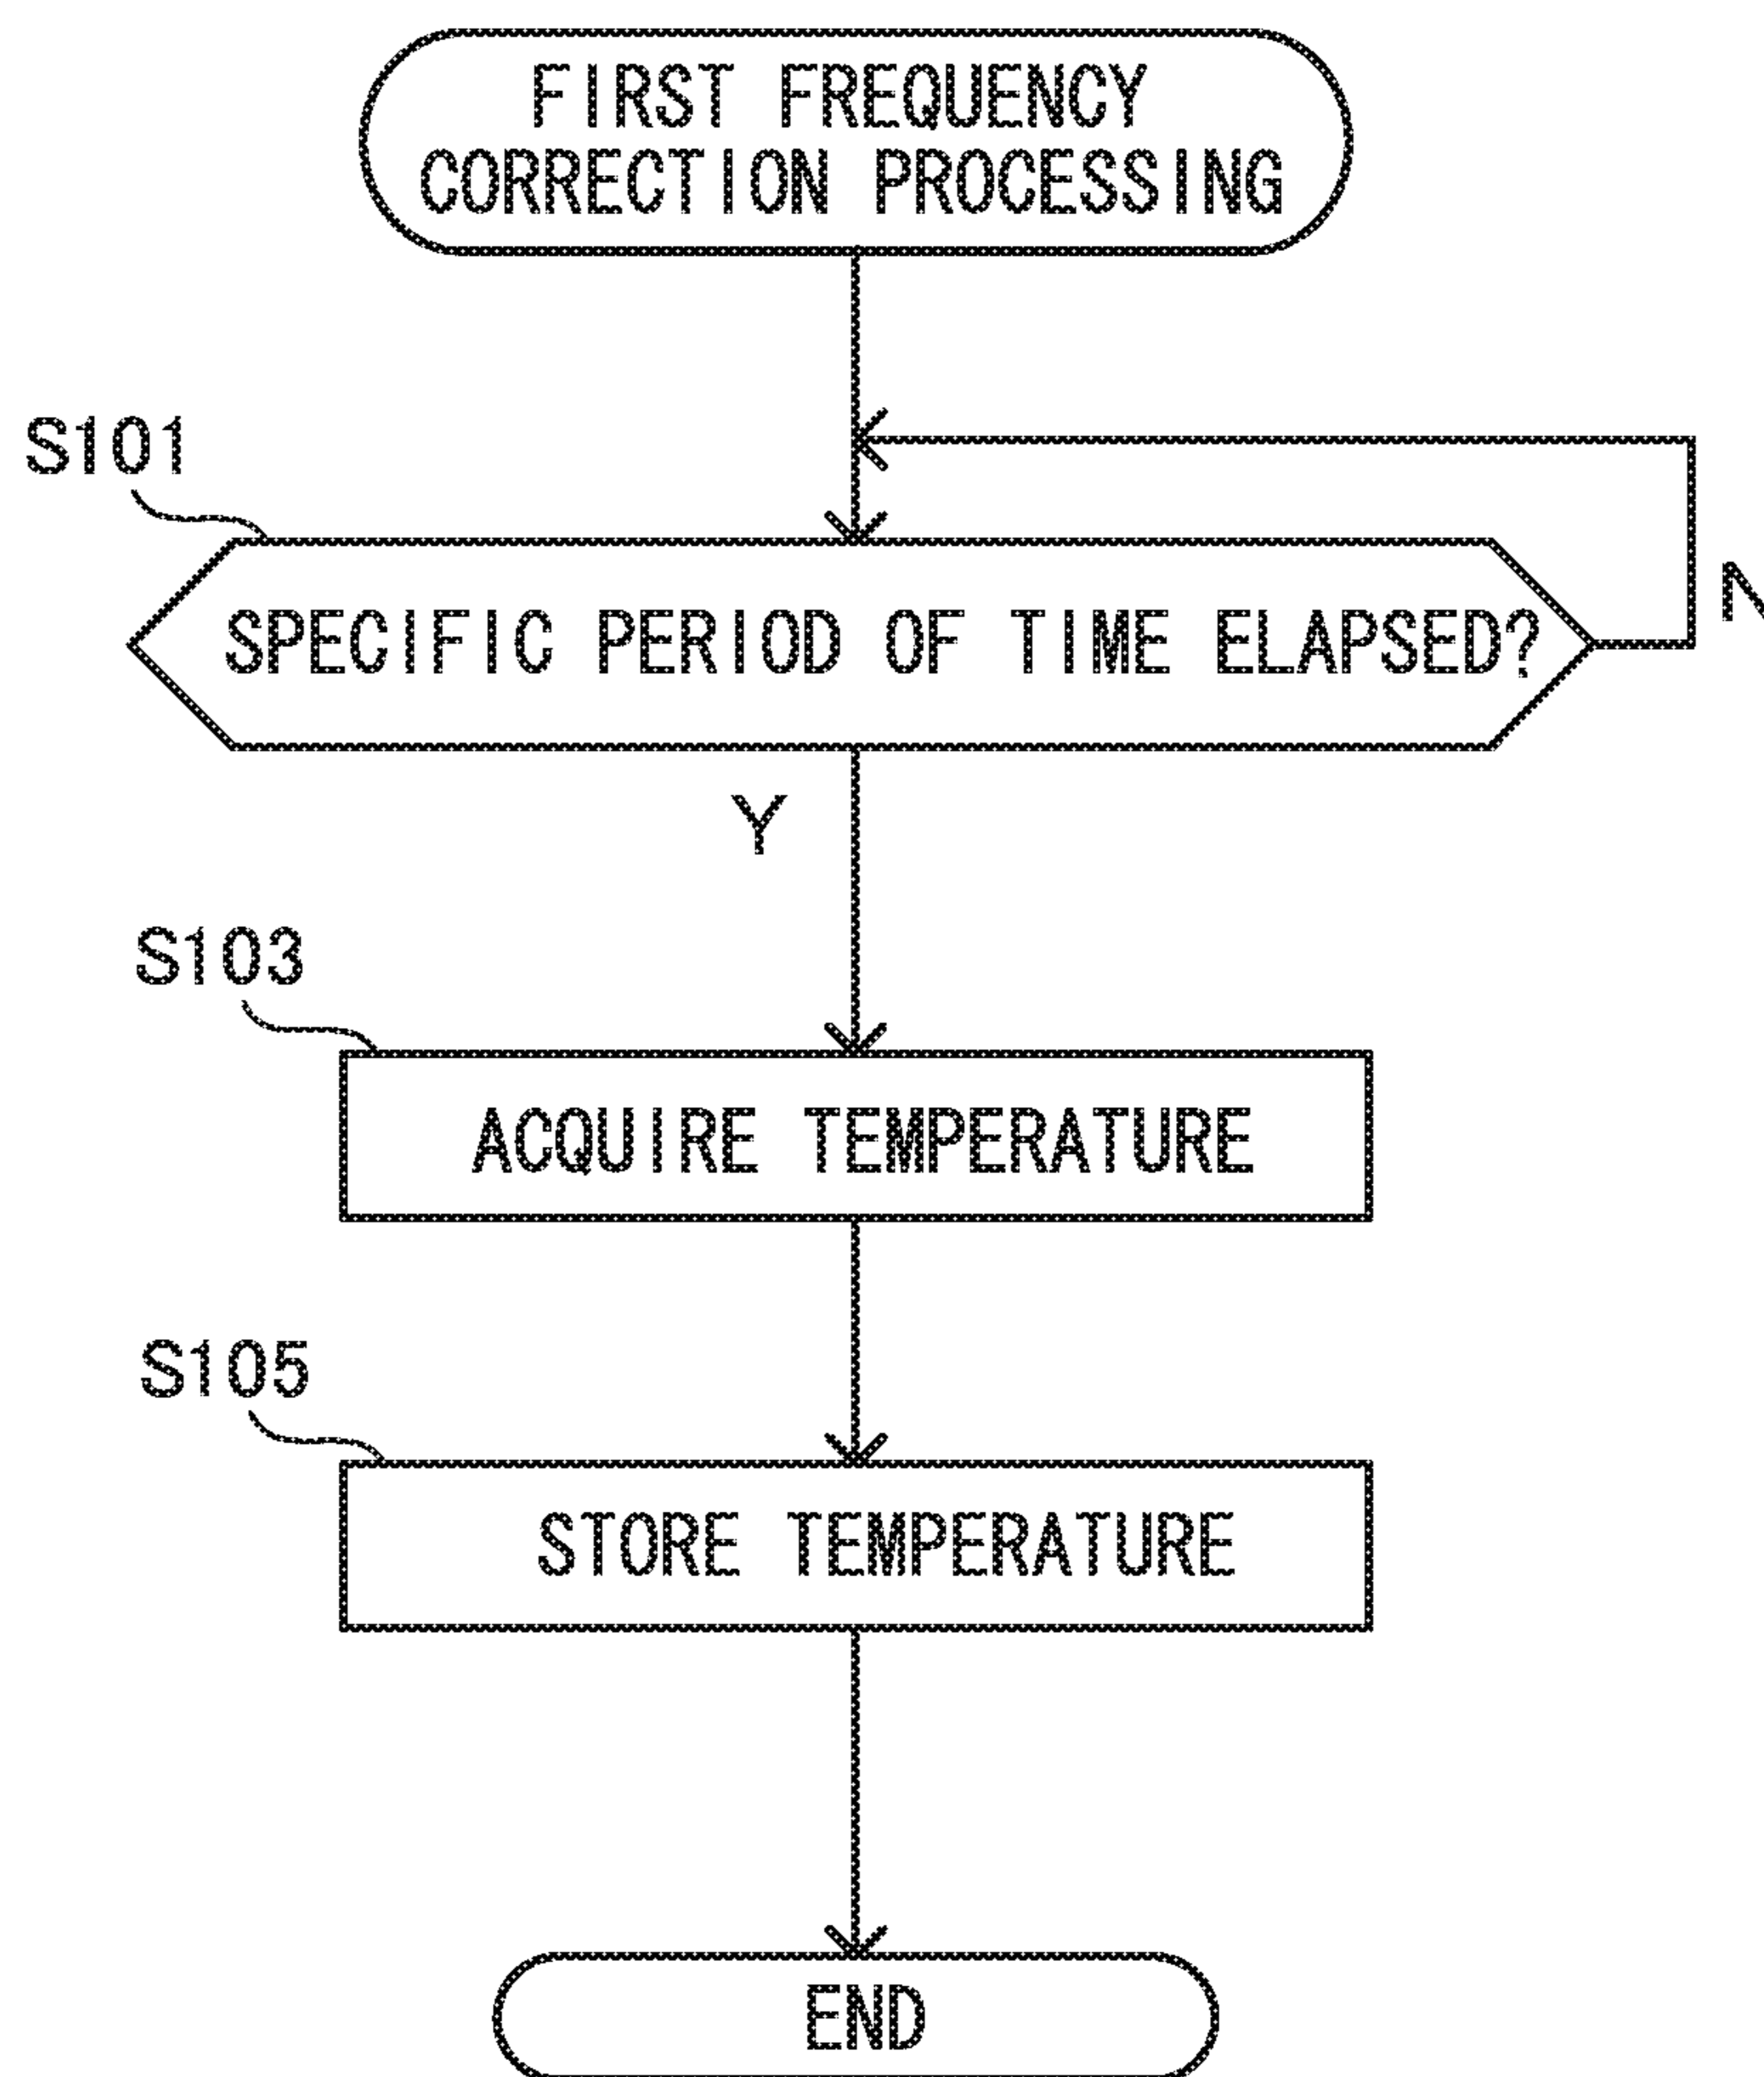 FIRST FREQUENCY
CORRECTION PROCESSING
S101
SPECIFIC PERIOD OF TIME ELAPSED?
N
Y
S103
ACQUIRE TEMPERATURE
S105
STORE TEMPERATURE
END